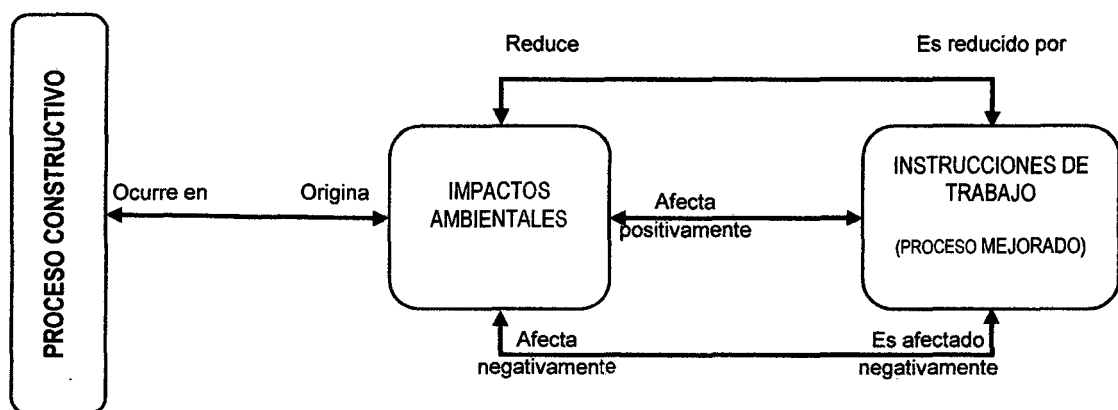 PROCESO CONSTRUCTIVO
Reduce
Es reducido por
Ocurre en
Origina
IMPACTOS
AMBIENTALES
Afecta
positivamente
INSTRUCCIONES DE
TRABAJO
(PROCESO MEJORADO)
Afecta
negativamente
Es afectado
negativamente